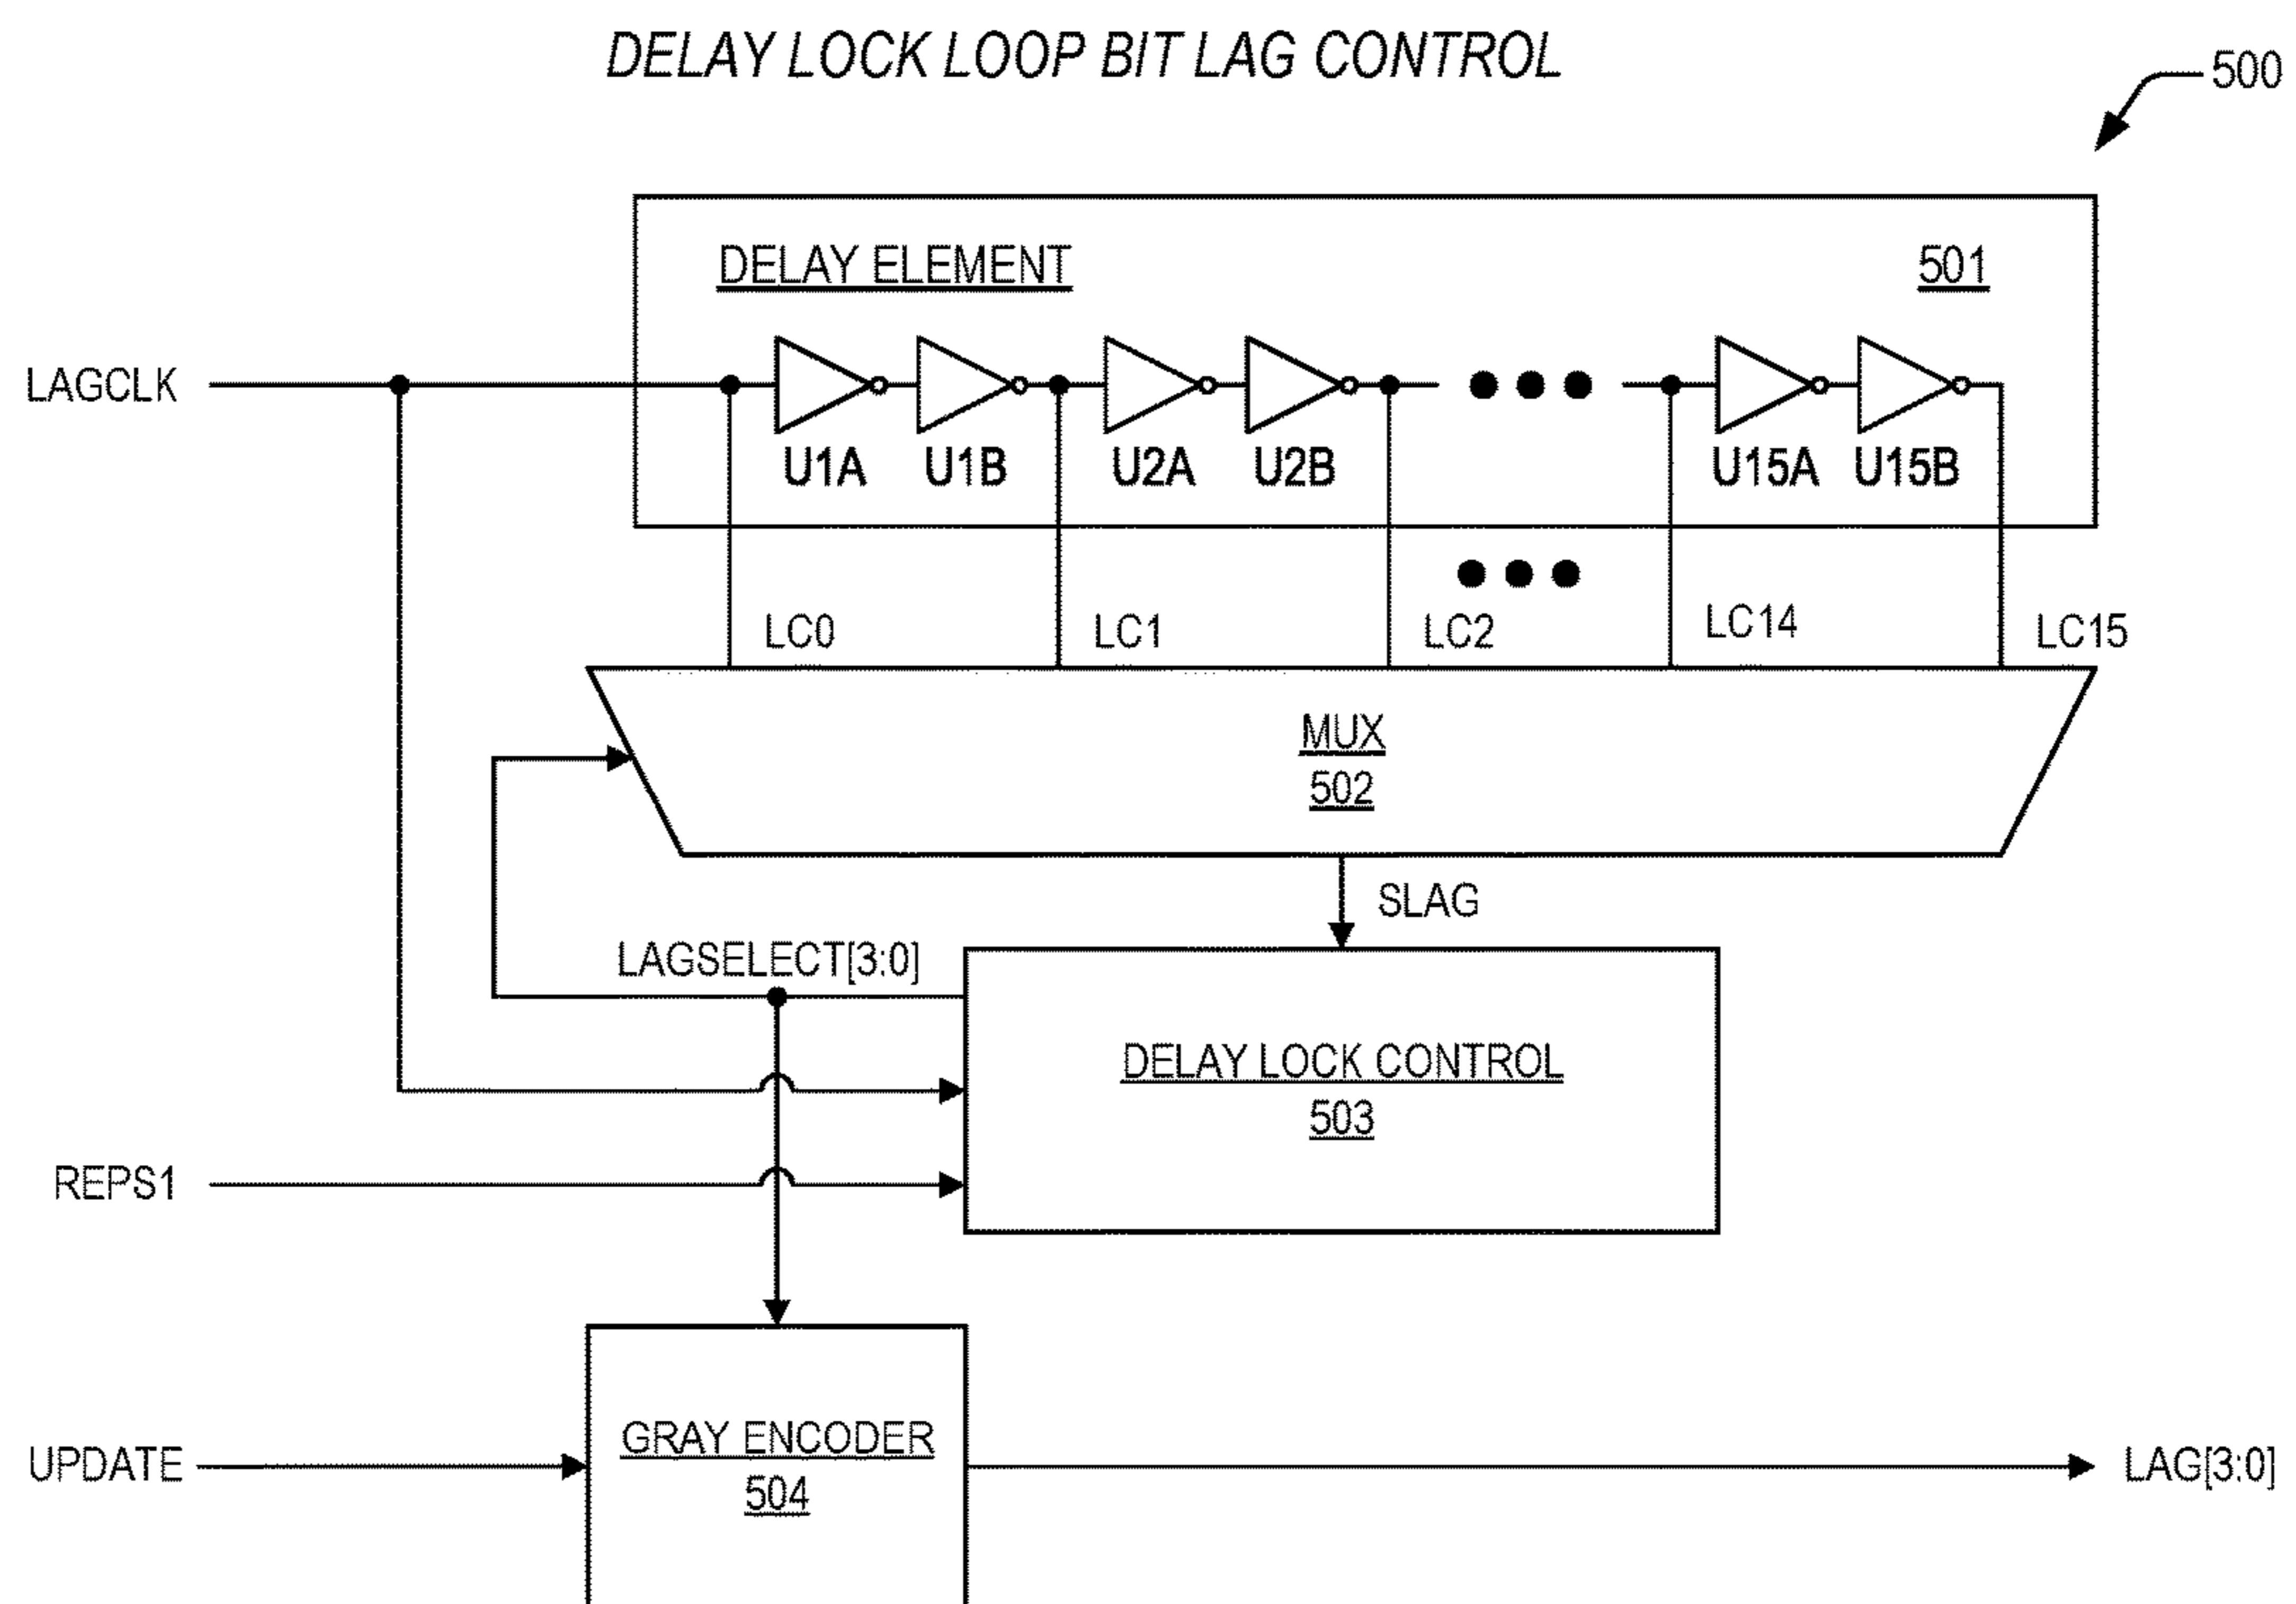 DELAY LOCK LOOP BIT LAG CONTROL
500
DELAY ELEMENT 501
LAGCLK
U1A U1B U2A U2B U15A U15B
LC0 LC1 LC2 LC14 LC15
MUX
502
SLAG
LAGSELECT[3:0]
DELAY LOCK CONTROL
503
REPS1
GRAY ENCODER
504
UPDATE
LAG[3:0]